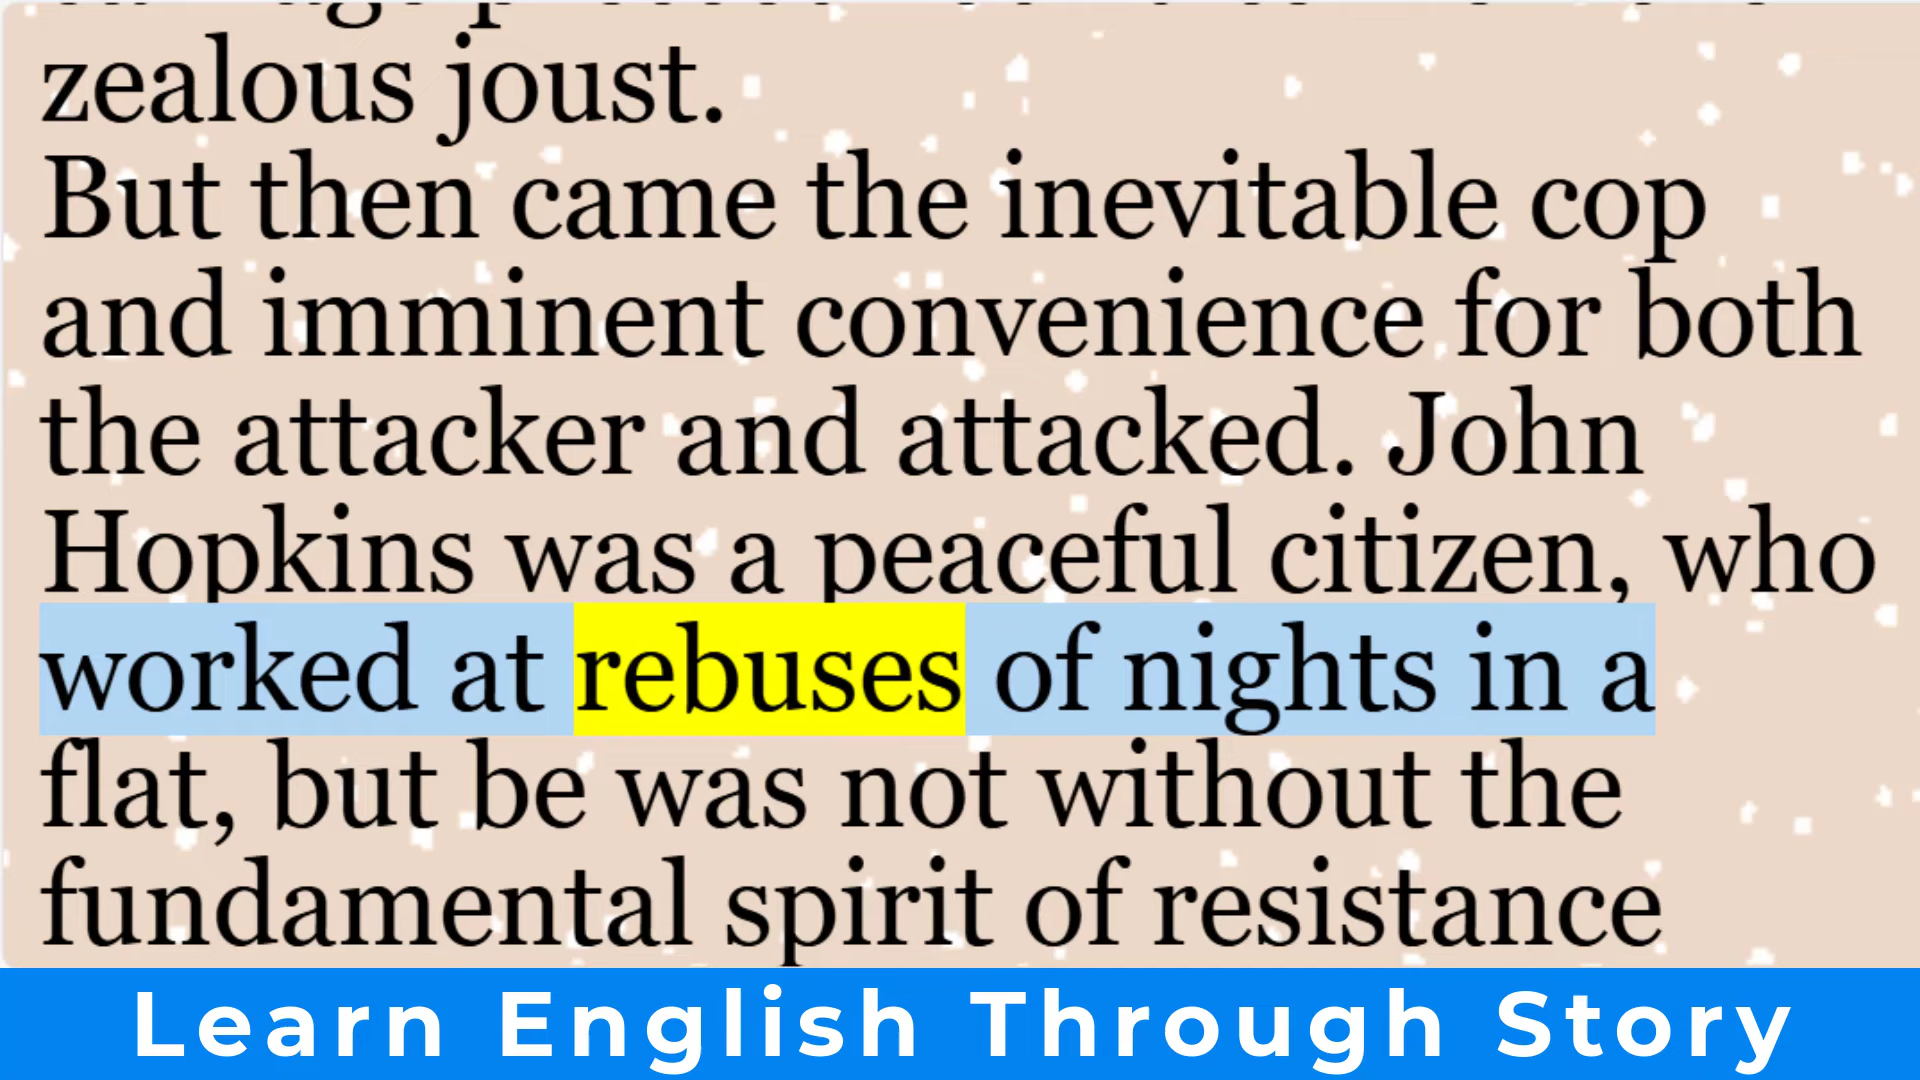 zealous joust.
But then came the inevitable cop
and imminent convenience for both
the attacker and attacked. John
Hopkins was a peaceful citizen, who
worked at rebuses of nights in a
flat, but be was not without the
fundamental spirit of resistance
Learn English Through Story